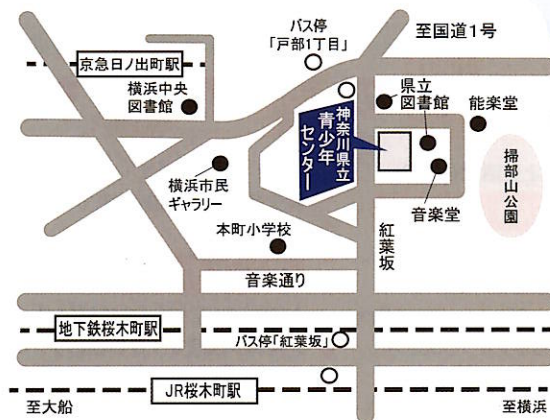 バス停
「戸部1丁目」
至国道1号
京急日ノ出町駅
横浜中央
図書館
神奈川県立
青少年
センター
県立
図書館
能楽堂
掃部山公園
横浜市民
ギャラリー
音楽堂
本町小学校
紅葉坂
音楽通り
地下鉄桜木町駅
バス停「紅葉坂」
JR桜木町駅
至大船
至横浜